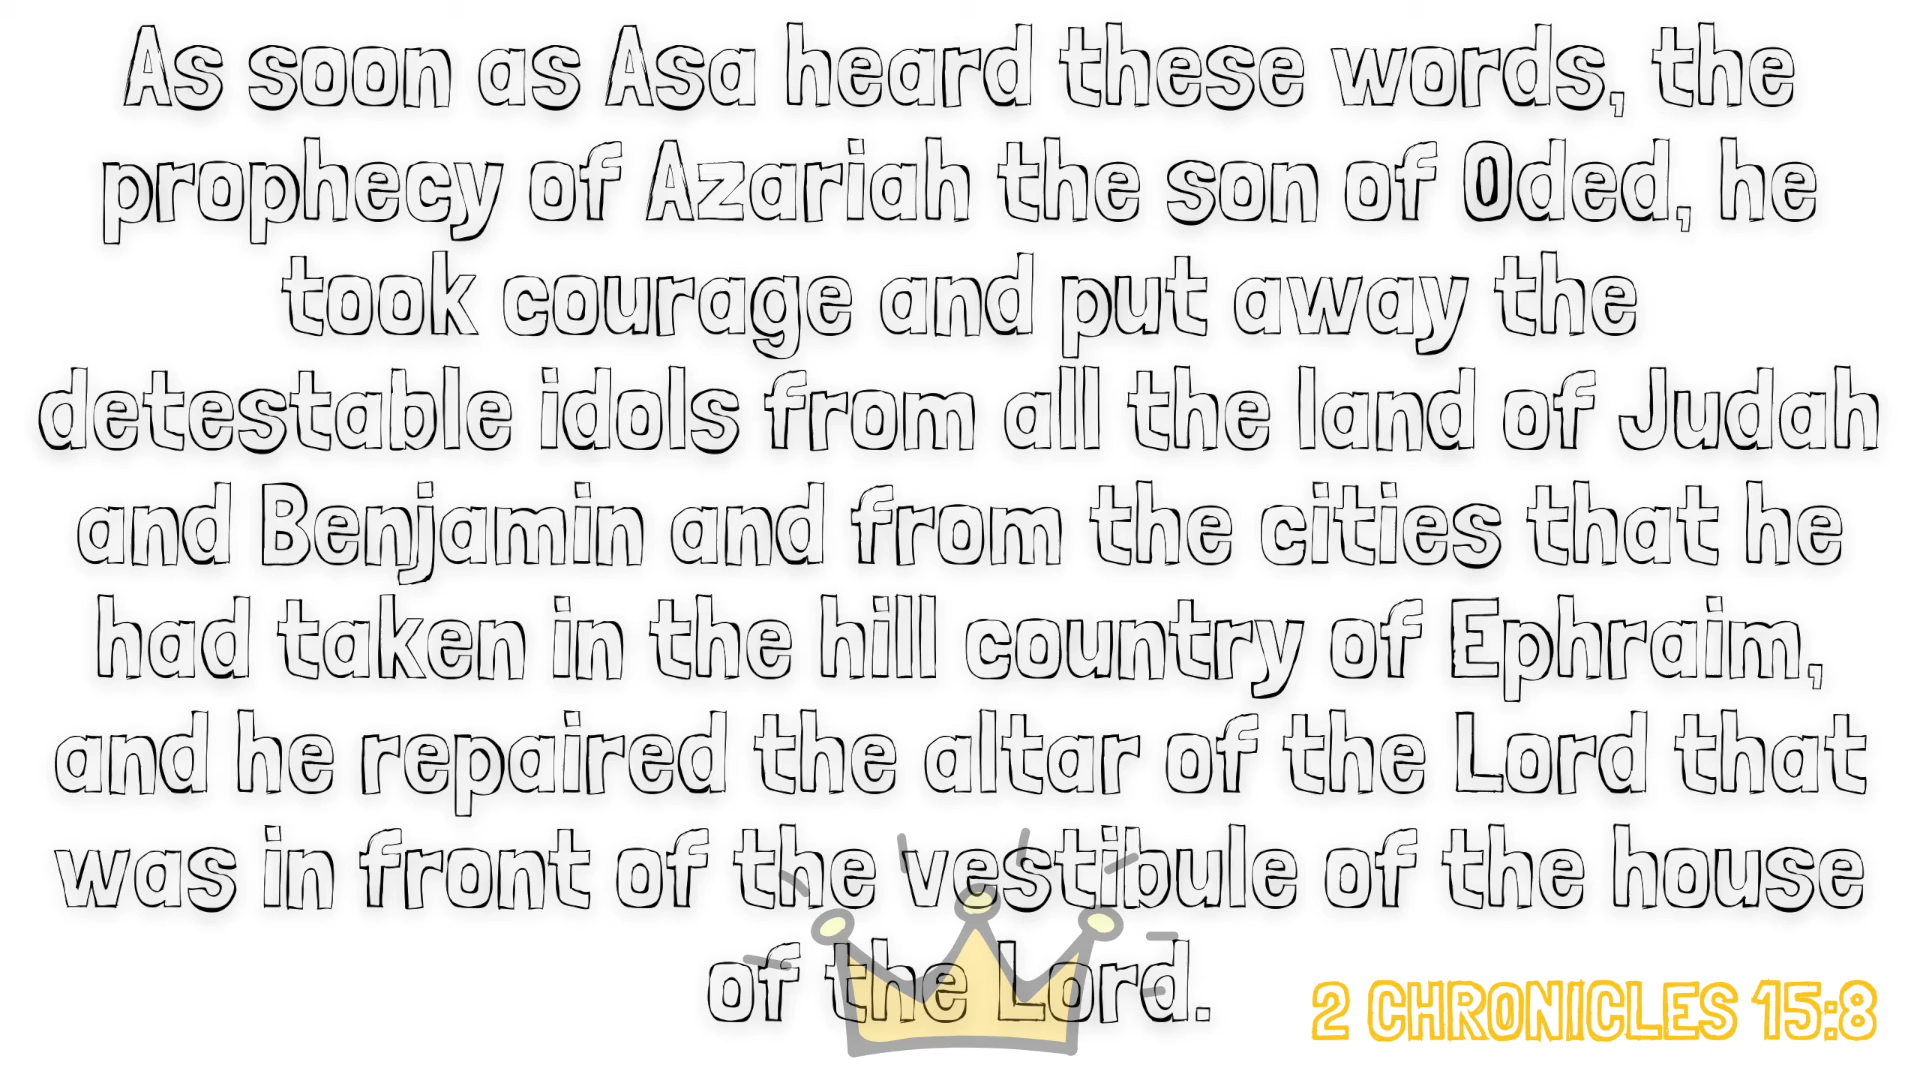 As soon as Asa heard these words, the
prophecy of Azariah the son of Oded, he
took courage and put away the
detestable idols from all the land of Judah
and Benjamin and from the cities that he
had taken in the hill country of Ephraim,
and he repaired the altar of the Lord that
was in front of the vestibule of the house
of the Lord.
2 CHRONICLES 15:8